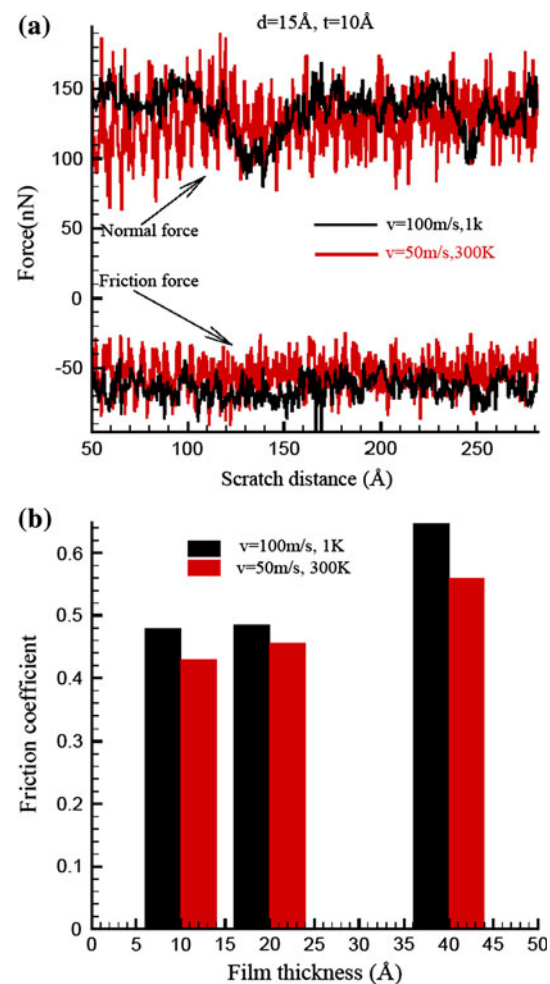 (a)
d=15Å, t=10Å
150
100
50
0
-50
Force(nN)
Normal force
v=100m/s,1k
v=50m/s,300K
Friction force
50 100 150 200 250
Scratch distance (Å)
(b)
0.6
0.5
0.4
0.3
0.2
0.1
0
Friction coefficient
v=100m/s, 1K
v=50m/s, 300K
0 5 10 15 20 25 30 35 40 45 50
Film thickness (Å)